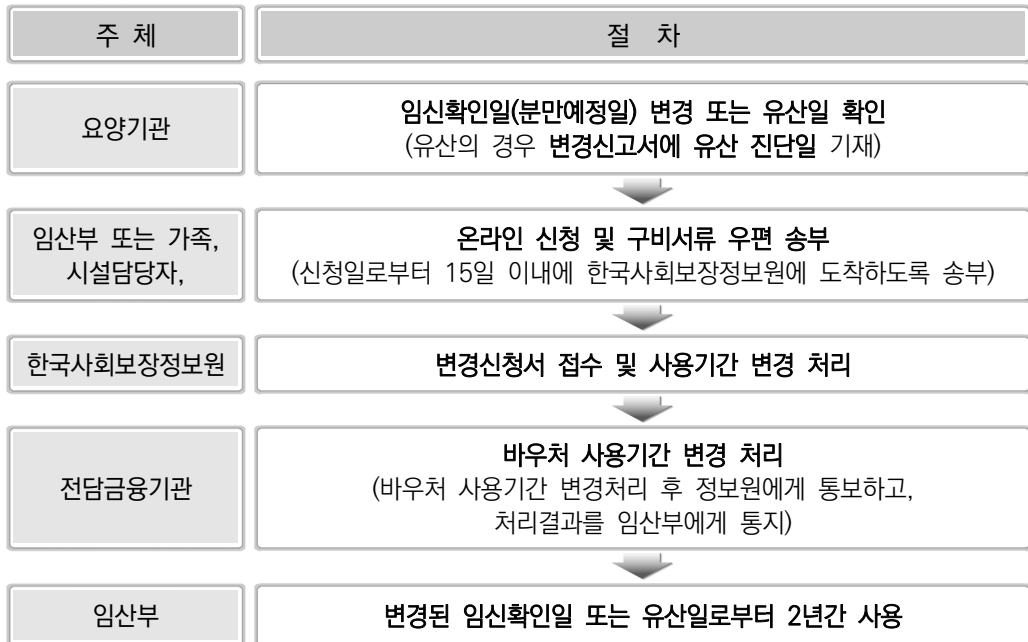 주 체
절 차
요양기관
임신확인일(분만예정일) 변경 또는 유산일 확인
(유산의 경우 변경신고서에 유산 진단일 기재)
임산부 또는 가족,
시설담당자,
온라인 신청 및 구비서류 우편 송부
(신청일로부터 15일 이내에 한국사회보장정보원에 도착하도록 송부)
한국사회보장정보원
변경신청서 접수 및 사용기간 변경 처리
전담금융기관
바우처 사용기간 변경 처리
(바우처 사용기간 변경처리 후 정보원에게 통보하고,
처리결과를 임산부에게 통지)
임산부
변경된 임신확인일 또는 유산일로부터 2년간 사용